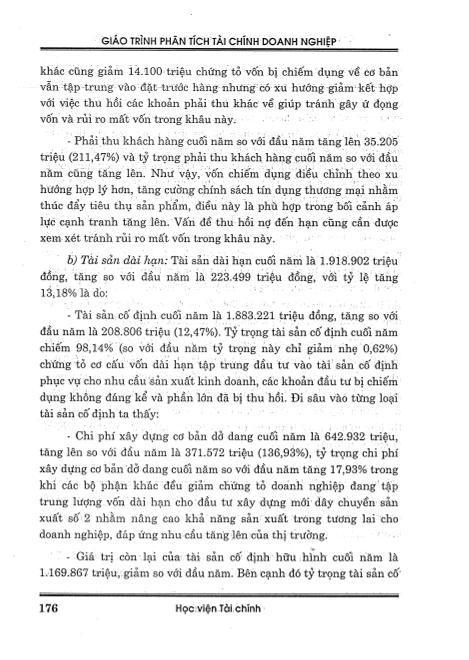 GIÁO TRÌNH PHÂN TÍCH TÀI CHÍNH DOANH NGHIỆP
khác cũng giảm 14.100 triệu chứng tỏ vốn bị chiếm dụng về cơ bản
vẫn tập trung vào đặt trước hàng nhưng có xu hướng giảm kết hợp
với việc thu hồi các khoản phải thu khác về giúp tránh gây ứ đọng
vốn và rủi ro mất vốn trong khâu này.
- Phải thu khách hàng cuối năm so với đầu năm tăng lên 35.205
triệu (211,47%) và tỷ trọng phải thu khách hàng cuối năm so với đầu
năm cũng tăng lên. Như vậy, vốn chiếm dụng điều chỉnh theo xu
hướng hợp lý hơn, tăng cường chính sách tín dụng thương mại nhằm
thúc đẩy tiêu thụ sản phẩm, điều này là phù hợp trong bối cảnh áp
lực cạnh tranh tăng lên. Vấn đề thu hồi nợ đến hạn cũng cần được
xem xét tránh rủi ro mất vốn trong khâu này.
b) Tài sản dài hạn: Tài sản dài hạn cuối năm là 1.918.902 triệu
đồng, tăng so với đầu năm là 223.499 triệu đồng, với tỷ lệ tăng
13,18% là do:
- Tài sản cố định cuối năm là 1.883.221 triệu đồng, tăng so với
đầu năm là 208.806 triệu (12,47%). Tỷ trọng tài sản cố định cuối năm
chiếm 98,14% (so với đầu năm tỷ trọng này chỉ giảm nhẹ 0,62%)
chứng tỏ cơ cấu vốn dài hạn tập trung đầu tư vào tài sản cố định
phục vụ cho nhu cầu sản xuất kinh doanh, các khoản đầu tư bị chiếm
dụng không đáng kể và phần lớn đã bị thu hồi. Đi sâu vào từng loại
tài sản cố định ta thấy:
- Chi phí xây dựng cơ bản dở dang cuối năm là 642.932 triệu,
tăng lên so với đầu năm là 371.572 triệu (136,93%), tỷ trọng chi phí
xây dựng cơ bản dở dang cuối năm so với đầu năm tăng 17,93% trong
khi các bộ phận khác đều giảm chứng tỏ doanh nghiệp đang tập
trung lượng vốn dài hạn cho đầu tư xây dựng mới dây chuyền sản
xuất số 2 nhằm nâng cao khả năng sản xuất trong tương lai cho
doanh nghiệp, đáp ứng nhu cầu tăng lên của thị trường.
- Giá trị còn lại của tài sản cố định hữu hình cuối năm là
1.169.867 triệu, giảm so với đầu năm. Bên cạnh đó tỷ trọng tài sản cố
176 Học viện Tài chính